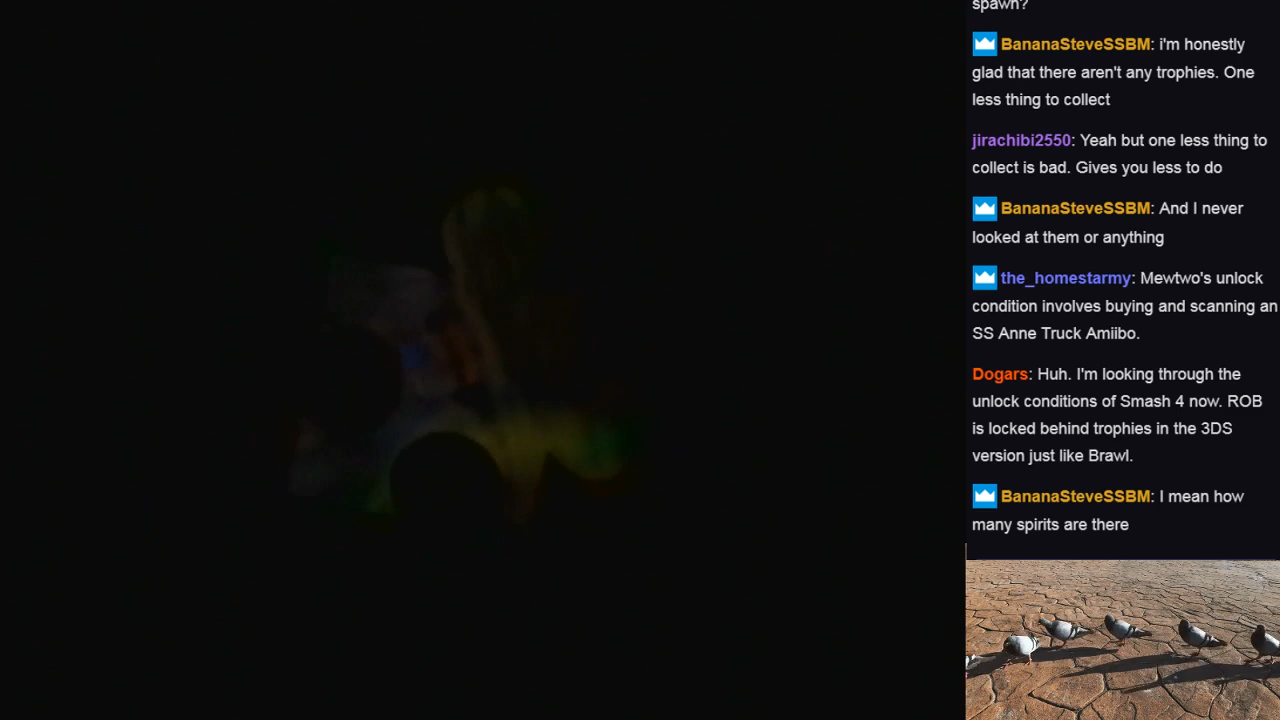 spawn?
BananaSteveSSBM: i'm honestly
glad that there aren't any trophies. One
less thing to collect
jirachibi2550: Yeah but one less thing to
collect is bad. Gives you less to do
BananaSteveSSBM: And I never
looked at them or anything
the_homestarmy: Mewtwo's unlock
condition involves buying and scanning an
SS Anne Truck Amiibo.
Dogars: Huh. I'm looking through the
unlock conditions of Smash 4 now. ROB
is locked behind trophies in the 3DS
version just like Brawl.
BananaSteveSSBM: I mean how
many spirits are there